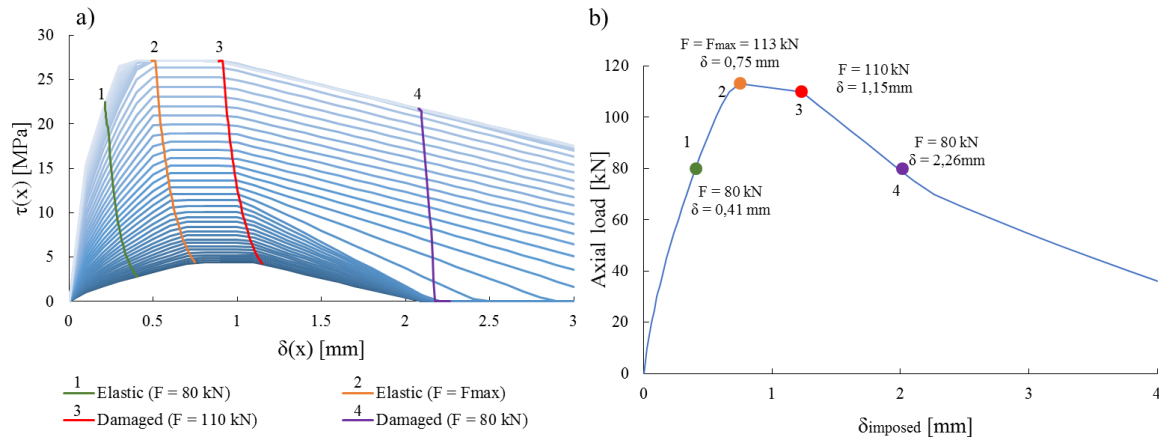 a)
30
25
20
15
10
5
0
τ(x) [MPa]
1
2
3
4
0
0.5
1
1.5
2
2.5
3
δ(x) [mm]
1
Elastic (F = 80 kN)
2
Elastic (F = Fmax)
3
Damaged (F = 110 kN)
4
Damaged (F = 80 kN)
b)
120
100
80
60
40
20
0
Axial load [kN]
F = Fmax = 113 kN
δ = 0,75 mm
2
F = 110 kN
δ = 1,15mm
3
1
F = 80 kN
δ = 0,41 mm
F = 80 kN
δ = 2,26mm
4
0
1
2
3
4
δimposed [mm]